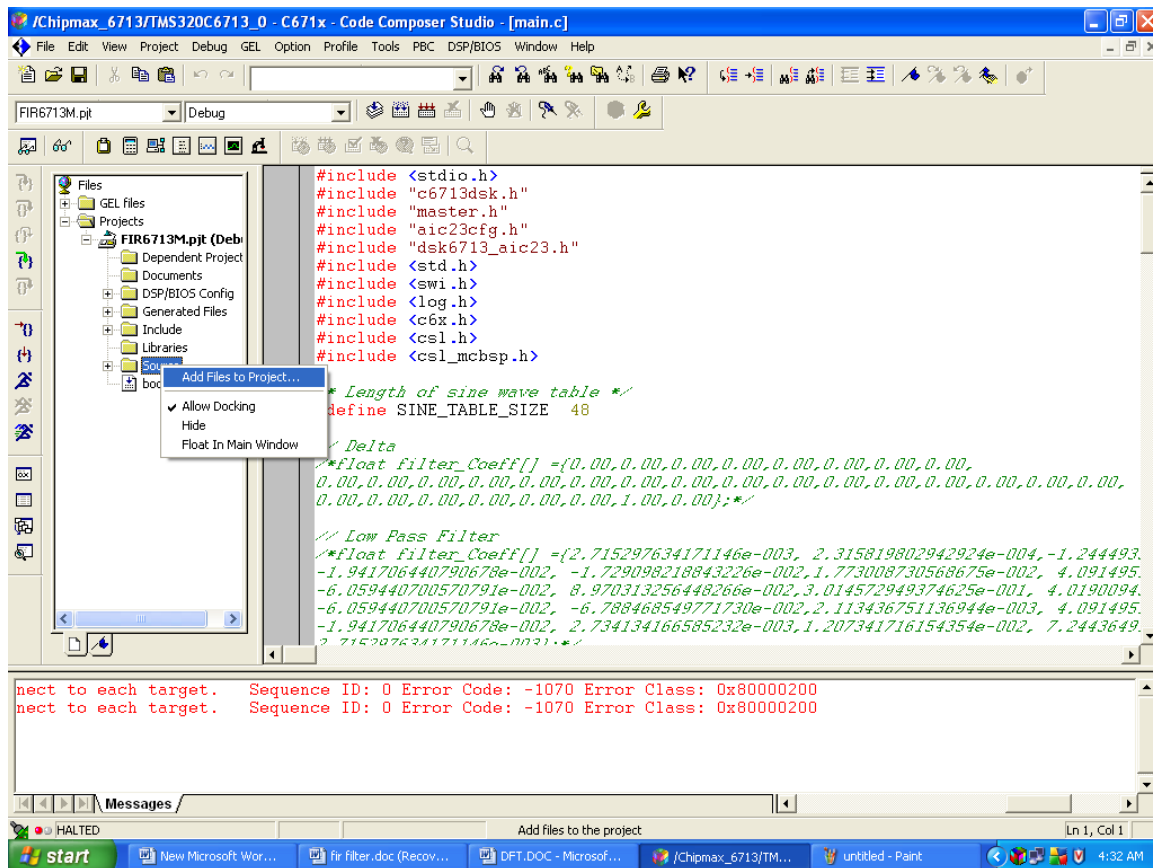 /Chipmax_6713/TMS320C6713_0 - C671x - Code Composer Studio - [main.c]
File Edit View Project Debug GEL Option Profile Tools PBC DSP/BIOS Window Help
FIR6713M.pjt Debug
Files
GEL files
Projects
FIR6713M.pjt (Deb
Dependent Project
Documents
DSP/BIOS Config
Generated Files
Include
Libraries
Add Files to Project...
Allow Docking
Hide
Float In Main Window
#include <stdio.h>
#include "c6713dsk.h"
#include "master.h"
#include "aic23cfg.h"
#include "dsk6713_aic23.h"
#include <std.h>
#include <swi.h>
#include <log.h>
#include <c6x.h>
#include <csl.h>
#include <csl_mcbsp.h>
* Length of sine wave table */
define SINE_TABLE_SIZE 48
/ Delta
/*float filter_Coeff[] ={0.00,0.00,0.00,0.00,0.00,0.00,0.00,0.00,
0.00,0.00,0.00,0.00,0.00,0.00,0.00,0.00,0.00,0.00,0.00,0.00,0.00,0.00,0.00,0.00,
0.00,0.00,0.00,0.00,0.00,0.00,1.00,0.00};*/
// Low Pass Filter
/*float filter_Coeff[] ={2.715297634171146e-003, 2.315819802942924e-004,-1.244493.
-1.941706440790678e-002, -1.729098218843226e-002,1.773008730568675e-002, 4.091495.
-6.059440700570791e-002, 8.970313256448266e-002,3.014572559374625e-001, 4.0190094.
-6.059440700570791e-002, -6.788468549771730e-002,2.113436751136944e-003, 4.091495.
-1.941706440790678e-002, 2.734134166585232e-003,1.207341716154354e-002, 7.2443649.
2.715297634171146e-003};*/
nect to each target. Sequence ID: 0 Error Code: -1070 Error Class: 0x80000200
nect to each target. Sequence ID: 0 Error Code: -1070 Error Class: 0x80000200
Messages
HALTED Add files to the project Ln 1, Col 1
start New Microsoft Wor... fir filter.doc (Recov... DFT.DOC - Microsof... /Chipmax_6713/TM... untitled - Paint 4:32 AM